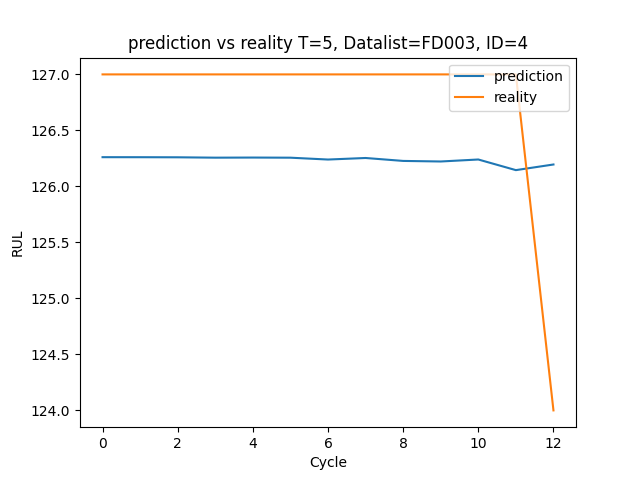 prediction vs reality T=5, Datalist=FD003, ID=4
prediction
reality
127.0
126.5
126.0
125.5
125.0
124.5
124.0
RUL
0 2 4 6 8 10 12
Cycle